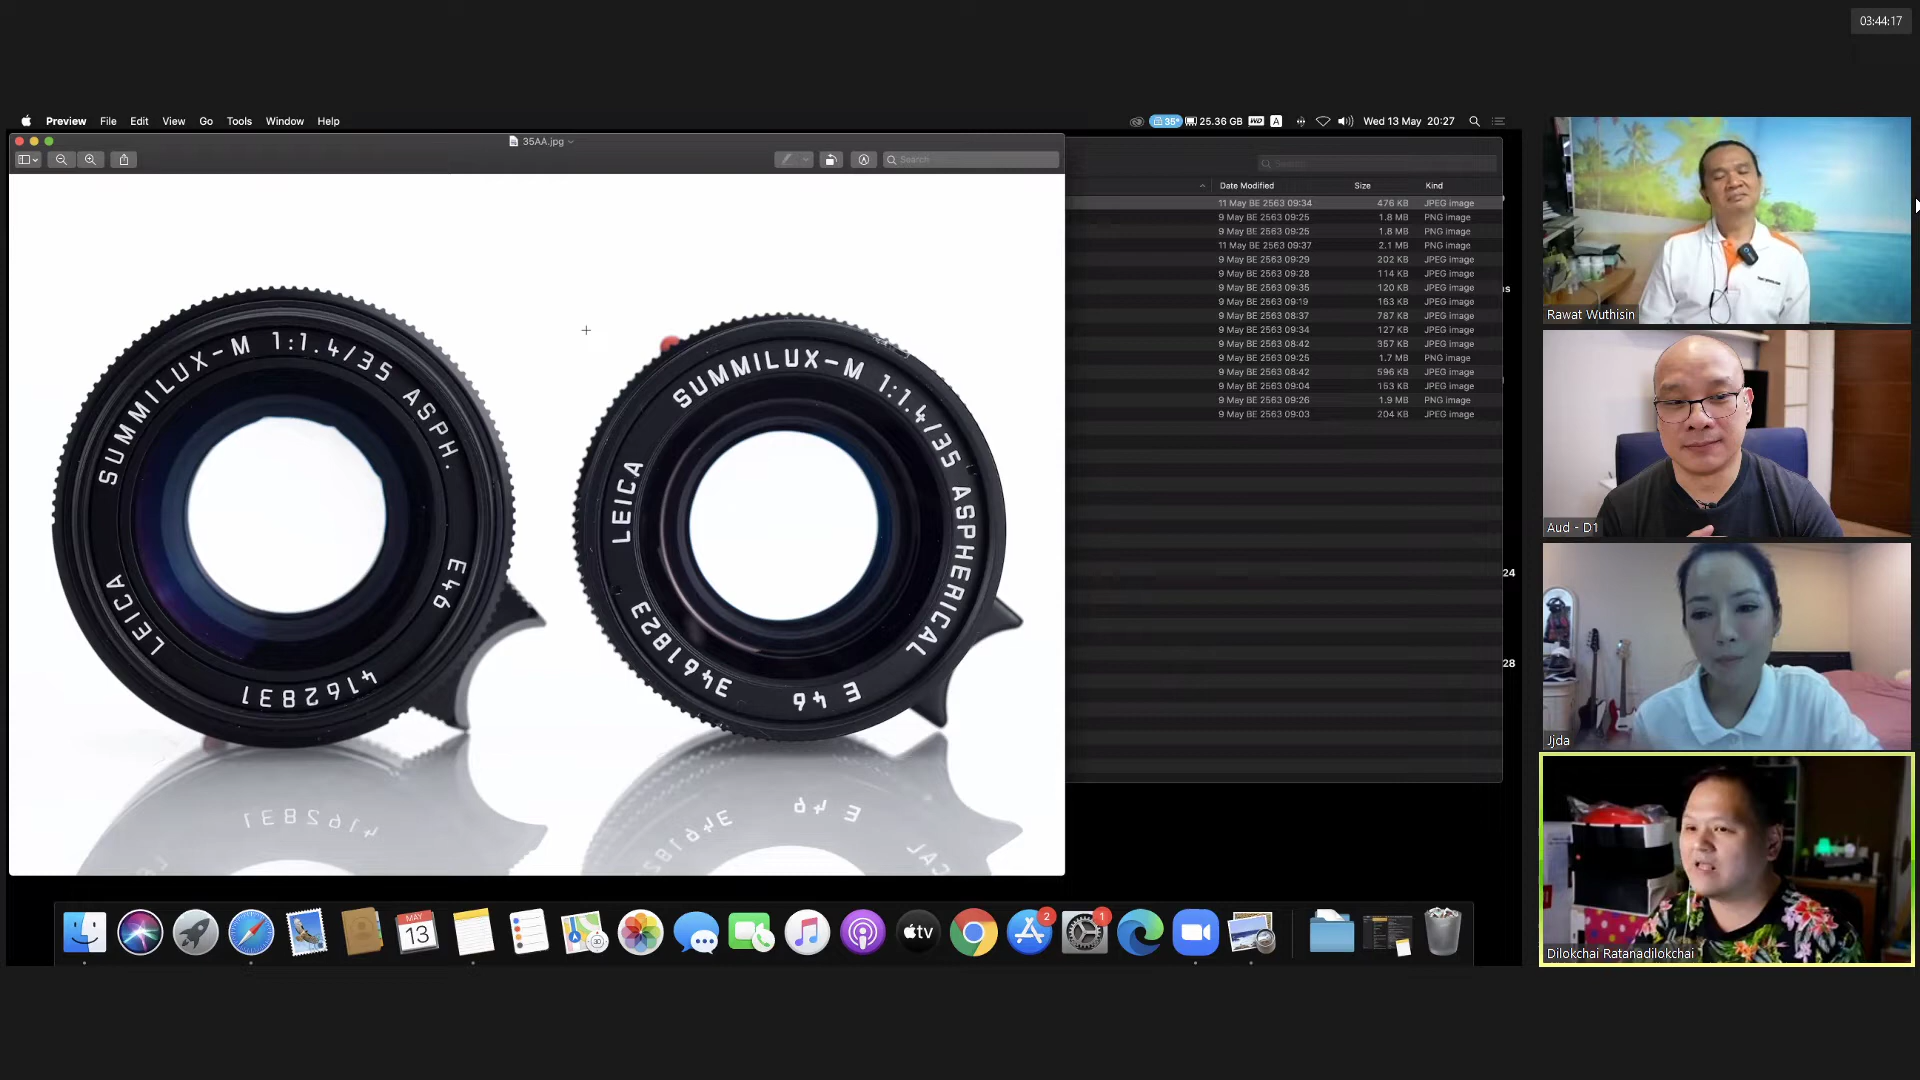 03:44:17
Preview File Edit View Go Tools Window Help
35° 25.36 GB A Wed 13 May 20:27
35AA.jpg
Search
Search
Date Modified Size Kind
11 May BE 2563 09:34 476 KB JPEG image
9 May BE 2563 09:25 1.8 MB PNG image
9 May BE 2563 09:25 1.8 MB PNG image
11 May BE 2563 09:37 2.1 MB PNG image
9 May BE 2563 09:29 202 KB JPEG image
9 May BE 2563 09:28 114 KB JPEG image
9 May BE 2563 09:35 120 KB JPEG image
9 May BE 2563 09:19 163 KB JPEG image
9 May BE 2563 08:37 787 KB JPEG image
9 May BE 2563 09:34 127 KB JPEG image
9 May BE 2563 08:42 357 KB JPEG image
9 May BE 2563 09:25 1.7 MB PNG image
9 May BE 2563 08:42 596 KB JPEG image
9 May BE 2563 09:04 153 KB JPEG image
9 May BE 2563 09:26 1.9 MB PNG image
9 May BE 2563 09:03 204 KB JPEG image
SUMMILUX-M 1:1.4/35 ASPH.
E46
4162831
LEICA
SUMMILUX-M 1:1.4/35 ASPHERICAL
E 46
3461823
LEICA
24
28
Rawat Wuthisin
Aud - D1
Jjda
Dilokchai Ratanadilokchai
MAY
13
tv
2
1